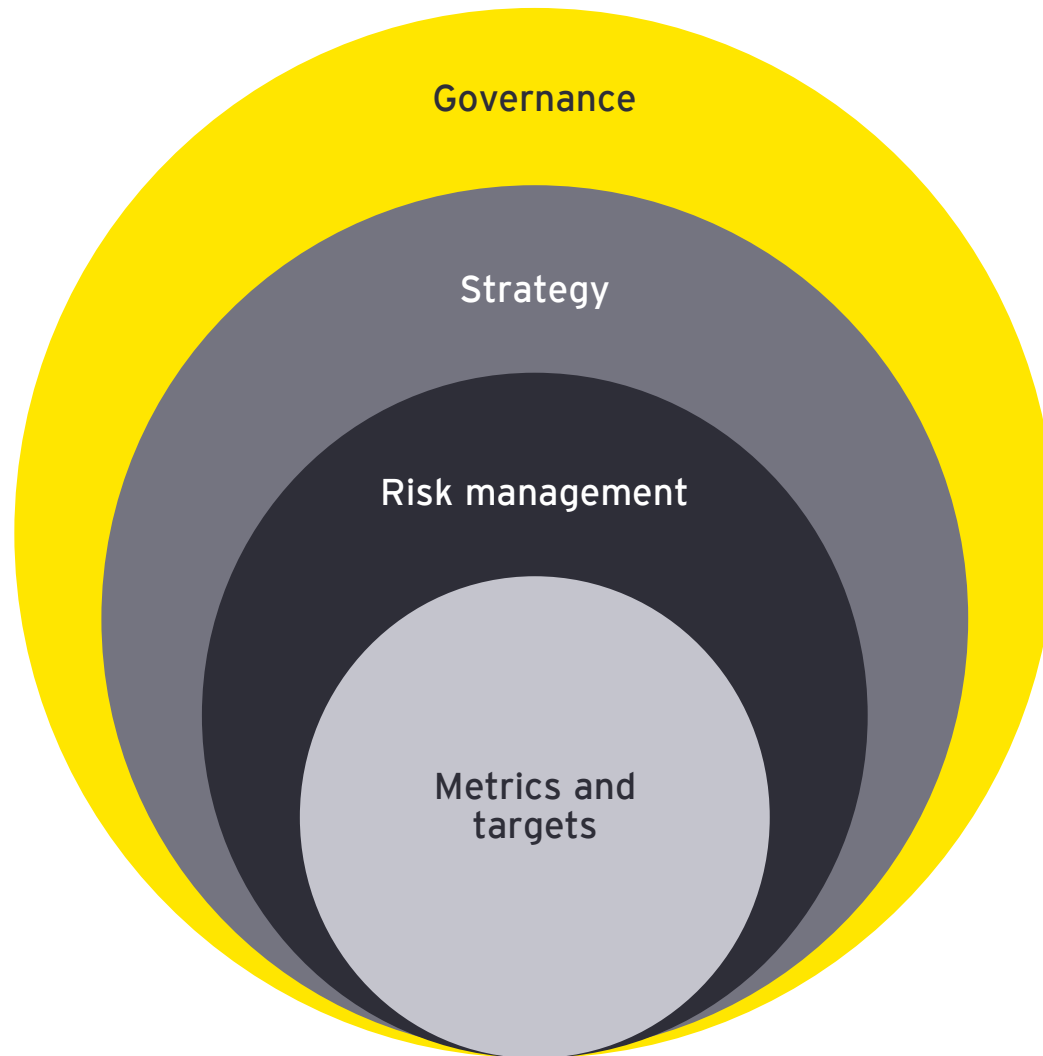 Governance
Strategy
Risk management
Metrics and
targets